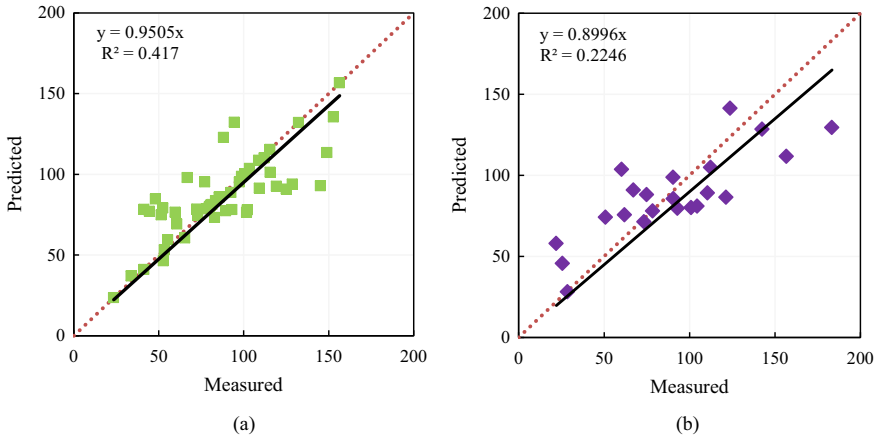 y = 0.9505x
R² = 0.417
200
150
100
50
0
0 50 100 150 200
Predicted
Measured
(a)
y = 0.8996x
R² = 0.2246
200
150
100
50
0
0 50 100 150 200
Predicted
Measured
(b)